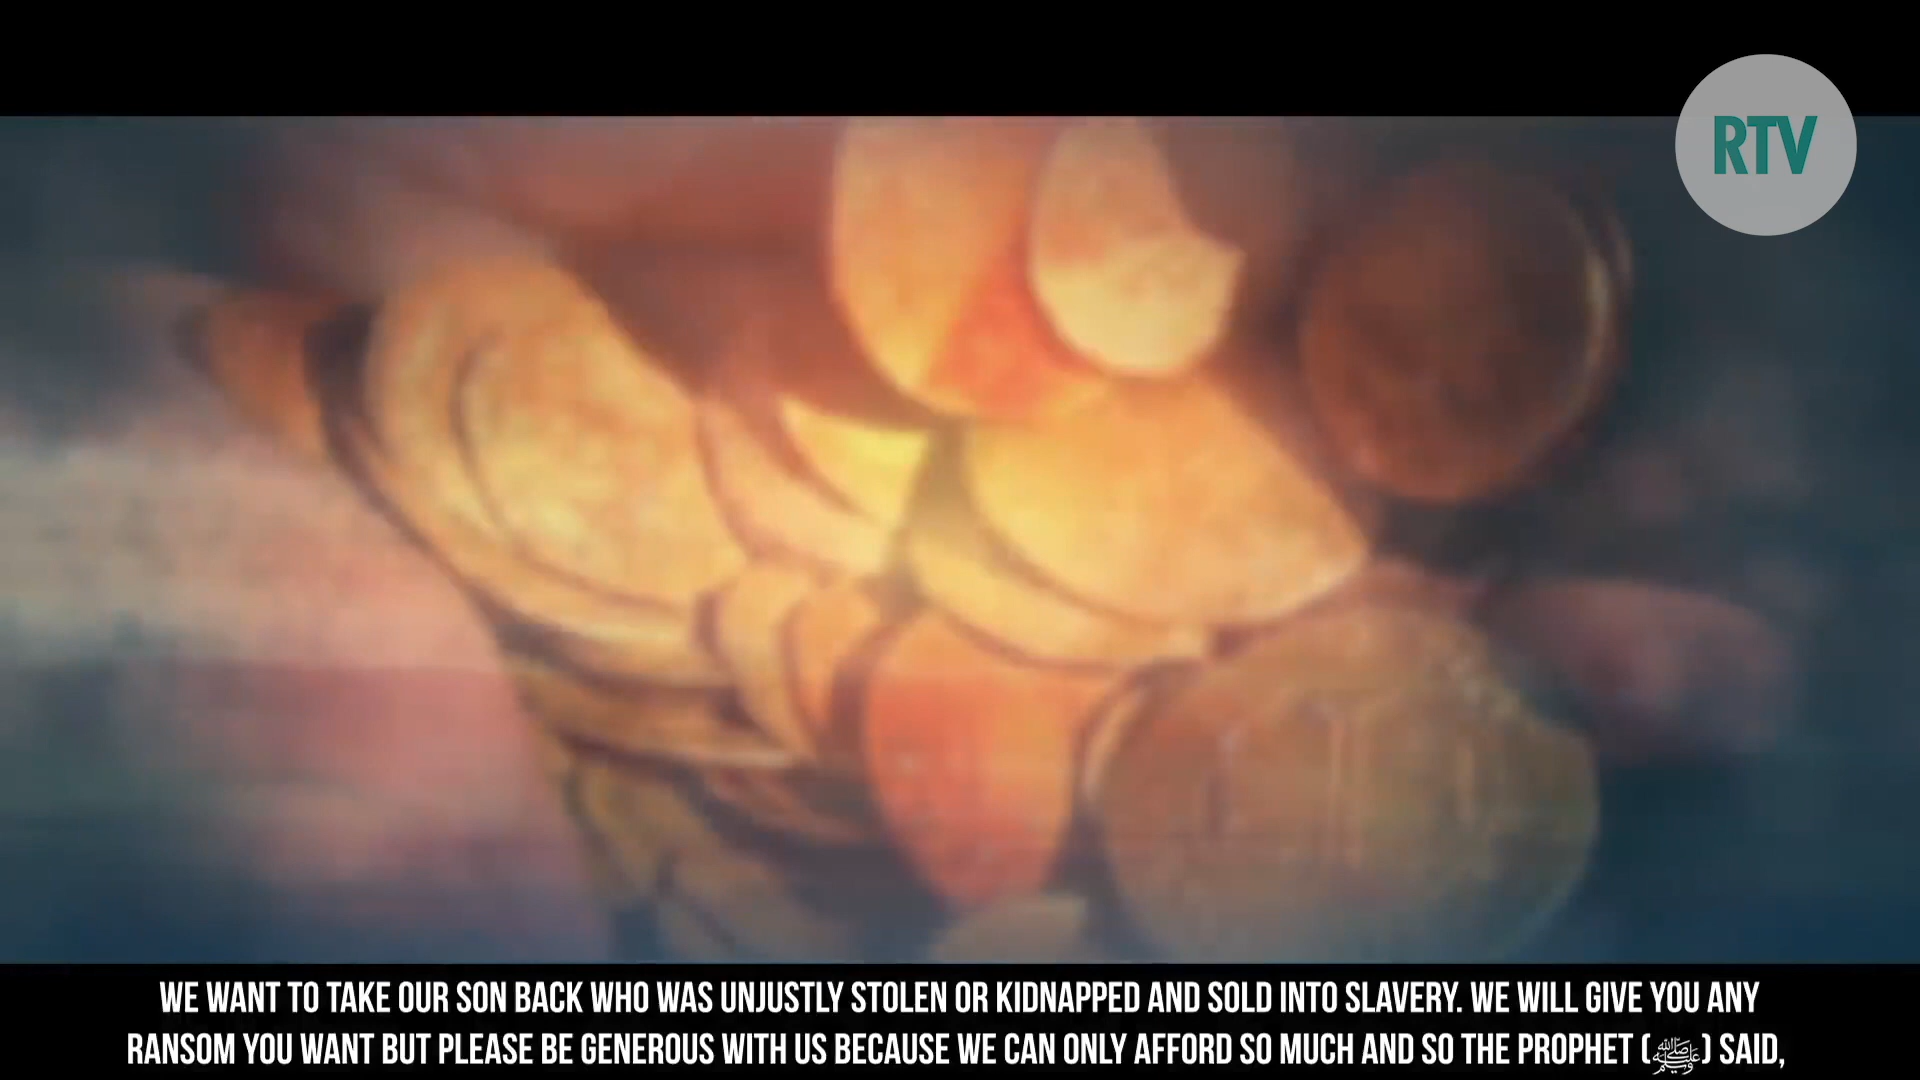 RTV
WE WANT TO TAKE OUR SON BACK WHO WAS UNJUSTLY STOLEN OR KIDNAPPED AND SOLD INTO SLAVERY. WE WILL GIVE YOU ANY
RANSOM YOU WANT BUT PLEASE BE GENEROUS WITH US BECAUSE WE CAN ONLY AFFORD SO MUCH AND SO THE PROPHET (ﷺ) SAID,